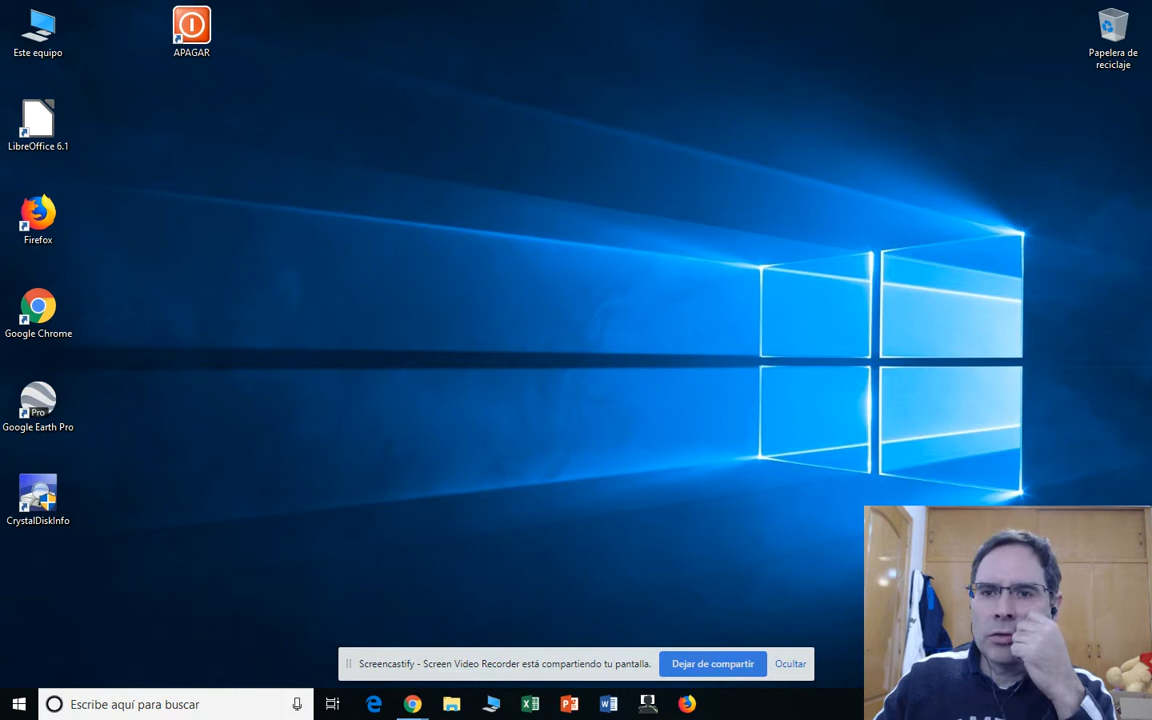 Este equipo
APAGAR
Papelera de
reciclaje
LibreOffice 6.1
Firefox
Google Chrome
Pro
Google Earth Pro
CrystalDiskInfo
Screencastify - Screen Video Recorder está compartiendo tu pantalla.
Dejar de compartir
Ocultar
Escribe aquí para buscar